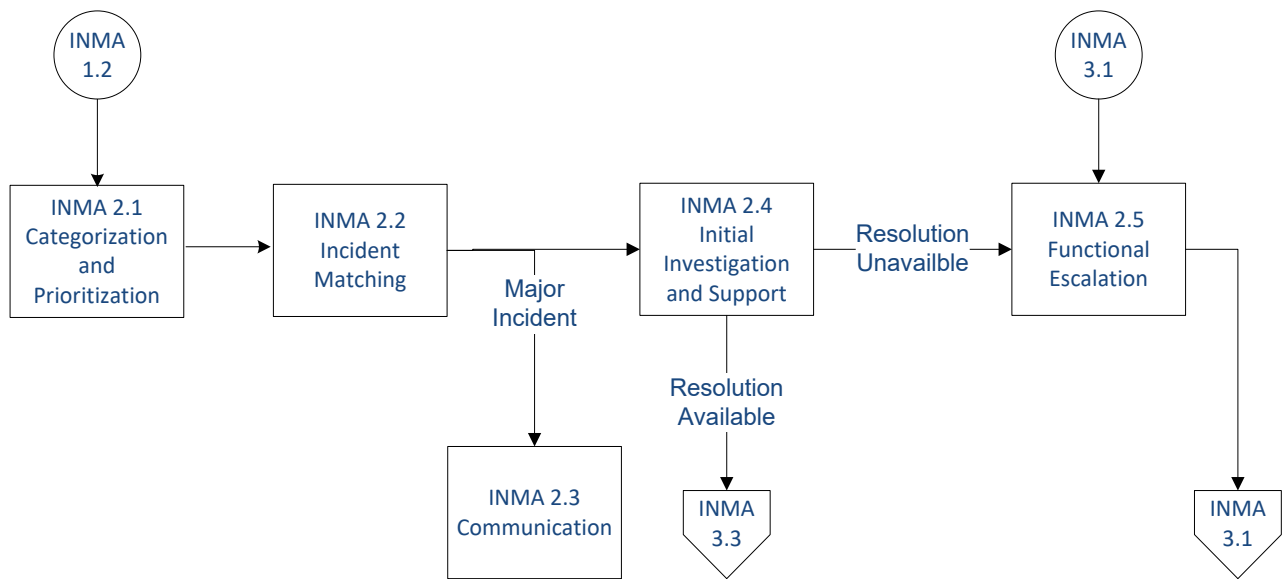 INMA
1.2
INMA
3.1
INMA 2.1
Categorization
and
Prioritization
INMA 2.2
Incident
Matching
INMA 2.4
Initial
Investigation
and Support
Resolution
Unavailble
INMA 2.5
Functional
Escalation
Major
Incident
Resolution
Available
INMA 2.3
Communication
INMA
3.3
INMA
3.1